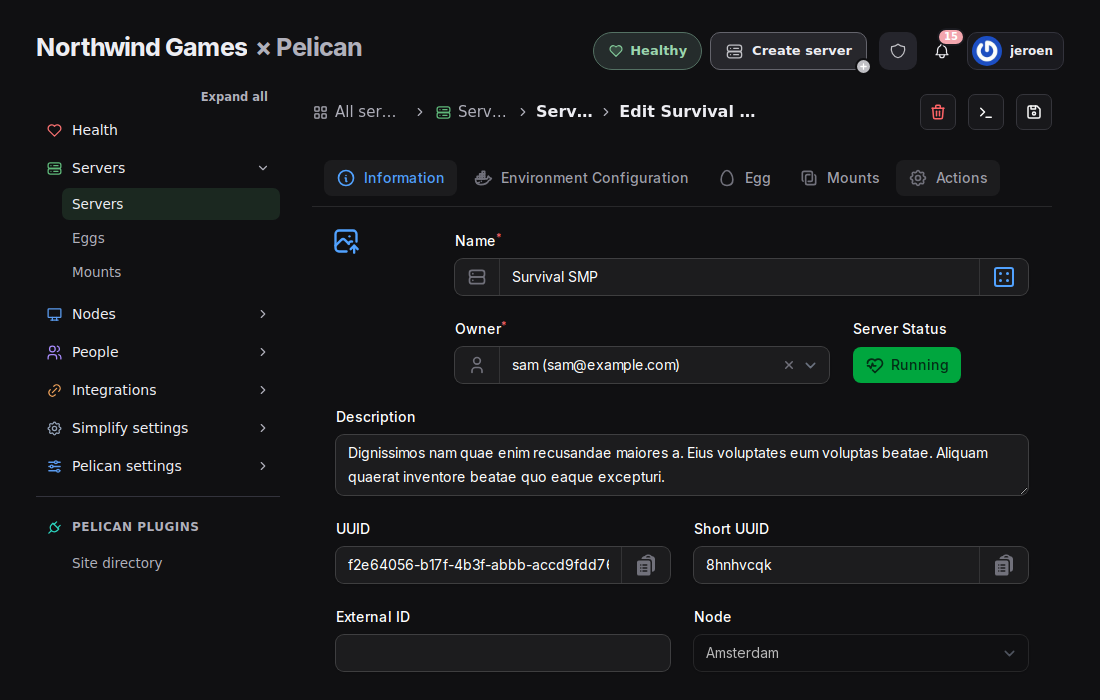 Northwind Games × Pelican
Healthy
Create server
15
jeroen
Expand all
Health
Servers
Servers
Eggs
Mounts
Nodes
People
Integrations
Simplify settings
Pelican settings
PELICAN PLUGINS
Site directory
All ser... > Serv... > Serv... > Edit Survival ...
Information
Environment Configuration
Egg
Mounts
Actions
Name*
Survival SMP
Owner*
Server Status
sam (sam@example.com)
Running
Description
Dignissimos nam quae enim recusandae maiores a. Eius voluptates eum voluptas beatae. Aliquam
quaerat inventore beatae quo eaque excepturi.
UUID
Short UUID
f2e64056-b17f-4b3f-abbb-accd9fdd7
8hnhvcqk
External ID
Node
Amsterdam